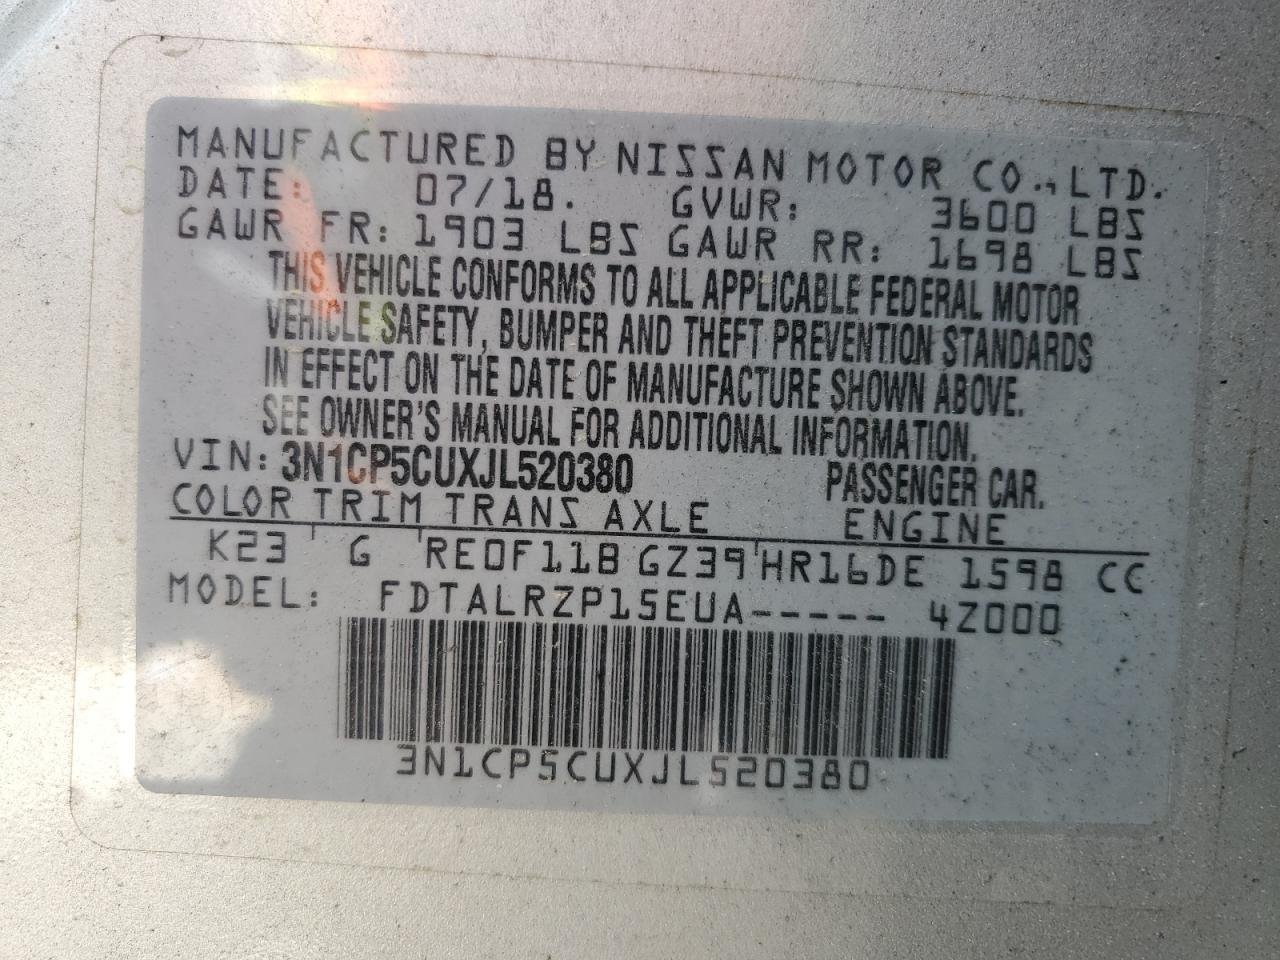 MANUFACTURED BY NISSAN MOTOR CO., LTD.
DATE: 07/18. GVWR: 3600 LBS
GAWR FR: 1903 LBS GAWR RR: 1698 LBS
THIS VEHICLE CONFORMS TO ALL APPLICABLE FEDERAL MOTOR
VEHICLE SAFETY, BUMPER AND THEFT PREVENTION STANDARDS
IN EFFECT ON THE DATE OF MANUFACTURE SHOWN ABOVE.
SEE OWNER'S MANUAL FOR ADDITIONAL INFORMATION.
VIN: 3N1CP5CUXJL520380 PASSENGER CAR.
COLOR TRIM TRANS AXLE ENGINE
K23 G RE0F11B GZ39 HR16DE 1598 CC
MODEL: FDTALRZP15EUA----- 4Z000
3N1CP5CUXJL520380